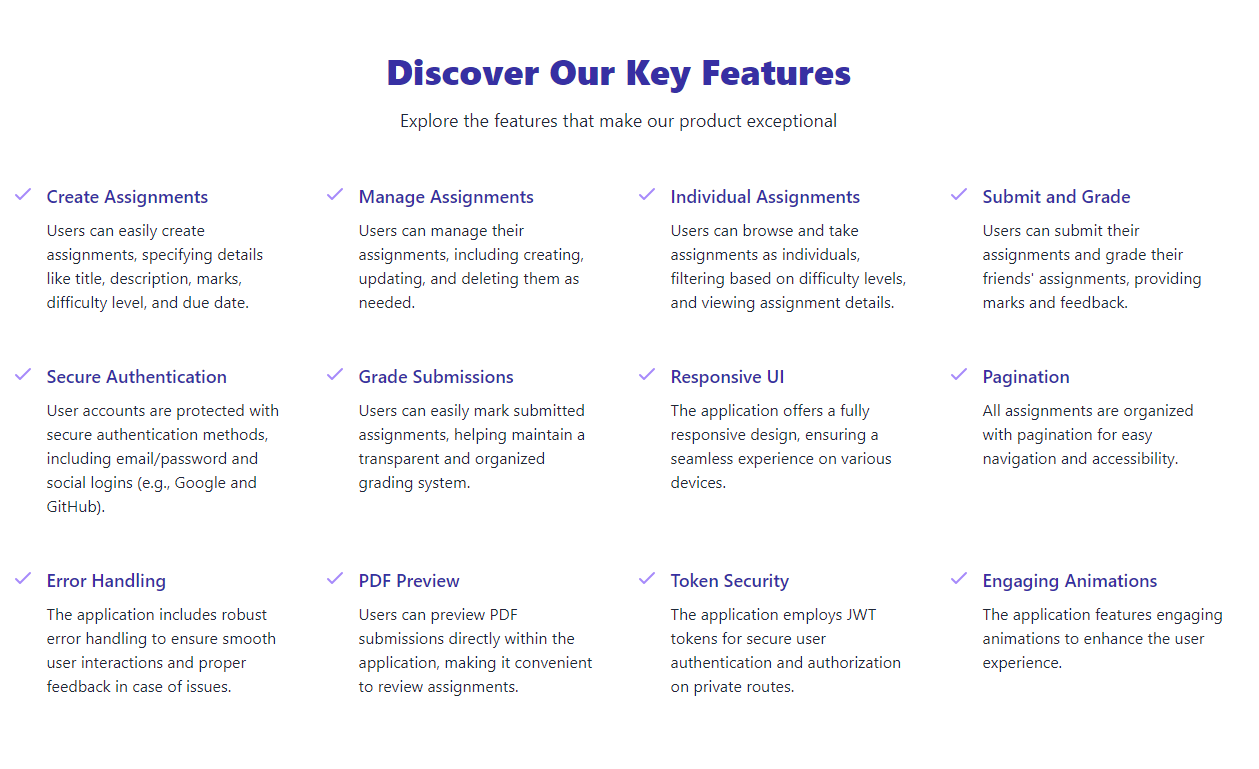 Discover Our Key Features
Explore the features that make our product exceptional
Create Assignments
Users can easily create
assignments, specifying details
like title, description, marks,
difficulty level, and due date.
Manage Assignments
Users can manage their
assignments, including creating,
updating, and deleting them as
needed.
Individual Assignments
Users can browse and take
assignments as individuals,
filtering based on difficulty levels,
and viewing assignment details.
Submit and Grade
Users can submit their
assignments and grade their
friends' assignments, providing
marks and feedback.
Secure Authentication
User accounts are protected with
secure authentication methods,
including email/password and
social logins (e.g., Google and
GitHub).
Grade Submissions
Users can easily mark submitted
assignments, helping maintain a
transparent and organized
grading system.
Responsive UI
The application offers a fully
responsive design, ensuring a
seamless experience on various
devices.
Pagination
All assignments are organized
with pagination for easy
navigation and accessibility.
Error Handling
The application includes robust
error handling to ensure smooth
user interactions and proper
feedback in case of issues.
PDF Preview
Users can preview PDF
submissions directly within the
application, making it convenient
to review assignments.
Token Security
The application employs JWT
tokens for secure user
authentication and authorization
on private routes.
Engaging Animations
The application features engaging
animations to enhance the user
experience.